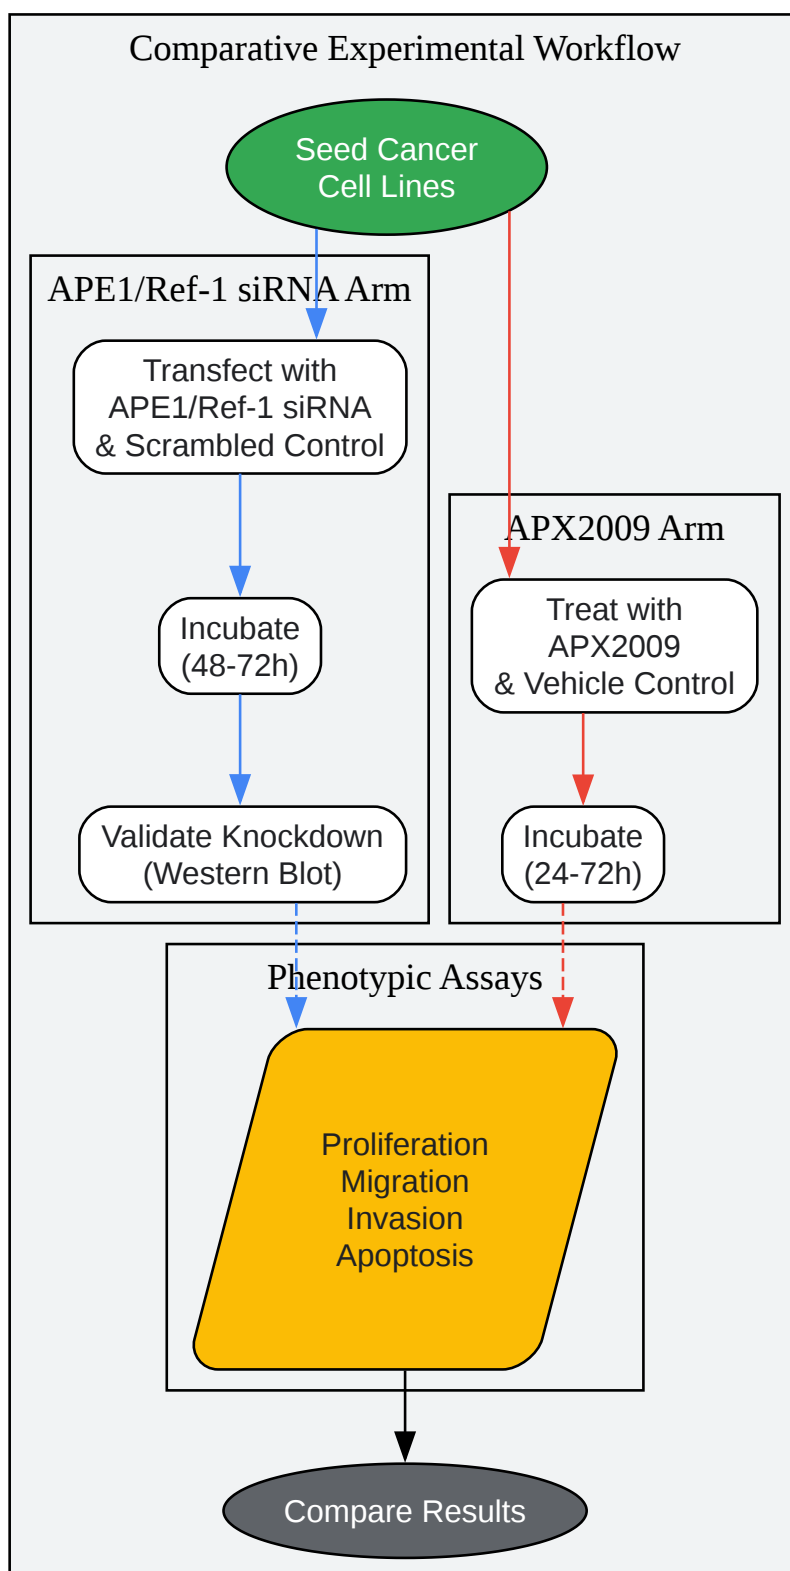 Comparative Experimental Workflow
Seed Cancer
Cell Lines
APE1/Ref-1 siRNA Arm
Transfect with
APE1/Ref-1 siRNA
& Scrambled Control
Incubate
(48-72h)
Validate Knockdown
(Western Blot)
APX2009 Arm
Treat with
APX2009
& Vehicle Control
Incubate
(24-72h)
Phenotypic Assays
Proliferation
Migration
Invasion
Apoptosis
Compare Results